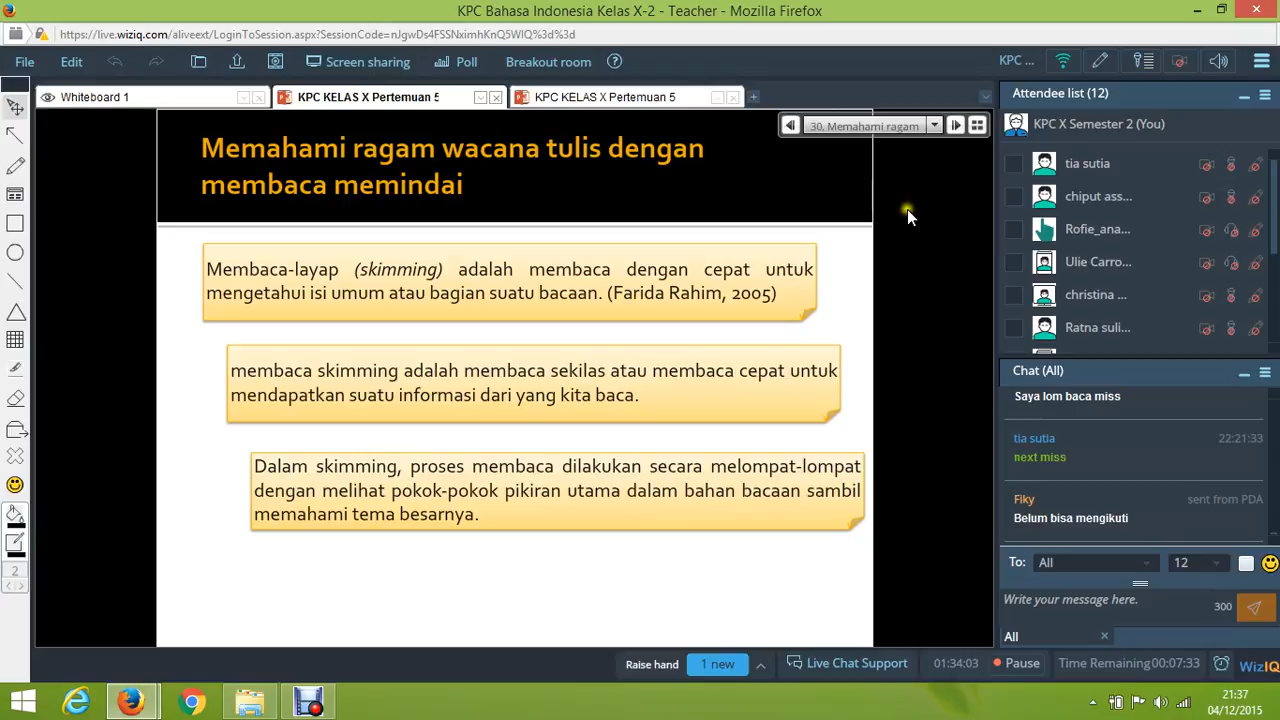 KPC Bahasa Indonesia Kelas X-2 - Teacher - Mozilla Firefox
https://live.wiziq.com/aliveext/LoginToSession.aspx?SessionCode=nJgwDs4FSSNximhKnQ5WIQ%3d%3d
File Edit Screen sharing Poll Breakout room ? KPC ...
Whiteboard 1 KPC KELAS X Pertemuan 5 KPC KELAS X Pertemuan 5
30, Memahami ragam
Memahami ragam wacana tulis dengan
membaca memindai
Membaca-layap (skimming) adalah membaca dengan cepat untuk
mengetahui isi umum atau bagian suatu bacaan. (Farida Rahim, 2005)
membaca skimming adalah membaca sekilas atau membaca cepat untuk
mendapatkan suatu informasi dari yang kita baca.
Dalam skimming, proses membaca dilakukan secara melompat-lompat
dengan melihat pokok-pokok pikiran utama dalam bahan bacaan sambil
memahami tema besarnya.
2
Attendee list (12)
KPC X Semester 2 (You)
tia sutia
chiput ass...
Rofie_ana...
Ulie Carro...
christina ...
Ratna suli...
Chat (All)
Saya lom baca miss
tia sutia 22:21:33
next miss
Fiky sent from PDA
Belum bisa mengikuti
To: All 12
Write your message here.
300
All
Raise hand 1 new Live Chat Support 01:34:03 Pause Time Remaining 00:07:33 WizIQ
21:37
04/12/2015